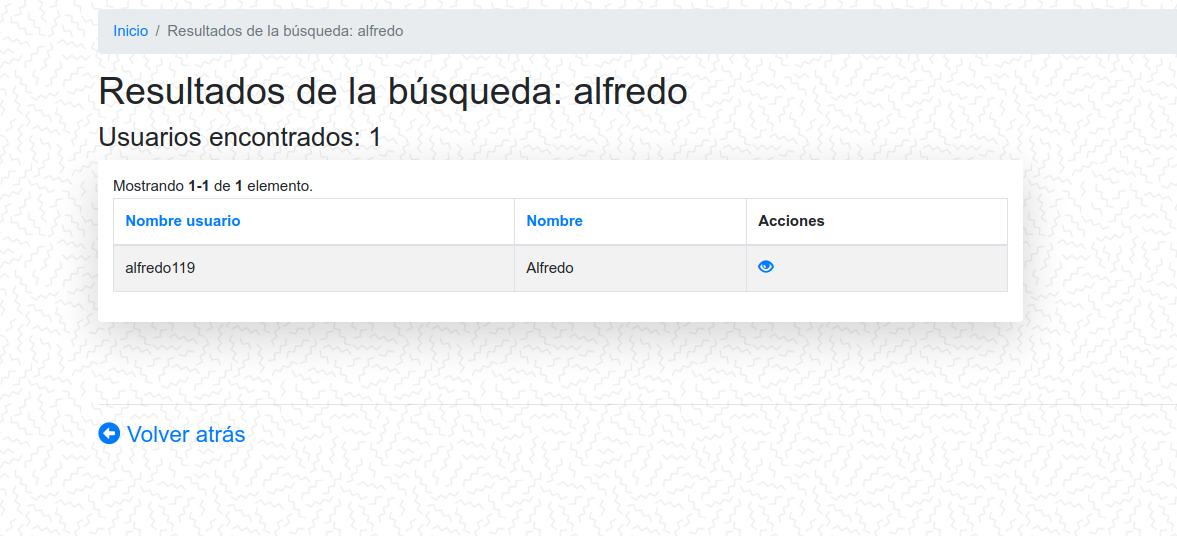 Inicio / Resultados de la búsqueda: alfredo
Resultados de la búsqueda: alfredo
Usuarios encontrados: 1
Mostrando 1-1 de 1 elemento.
Nombre usuario Nombre Acciones
alfredo119 Alfredo
Volver atrás